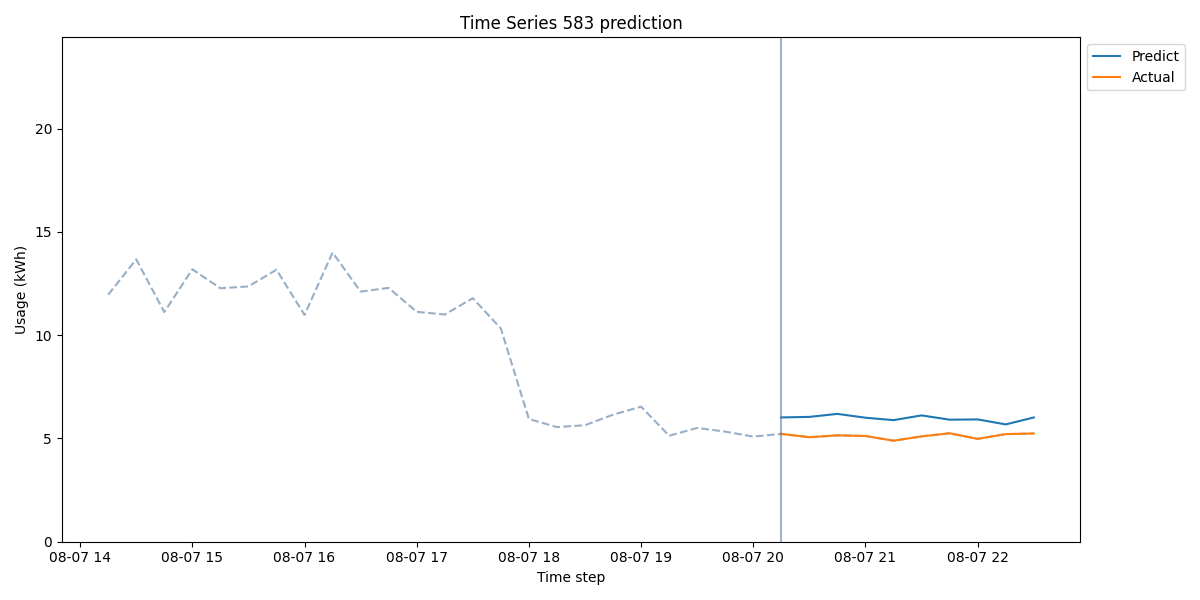 Time Series 583 prediction
Predict
Actual
Usage (kWh)
20
15
10
5
0
08-07 14 08-07 15 08-07 16 08-07 17 08-07 18 08-07 19 08-07 20 08-07 21 08-07 22
Time step